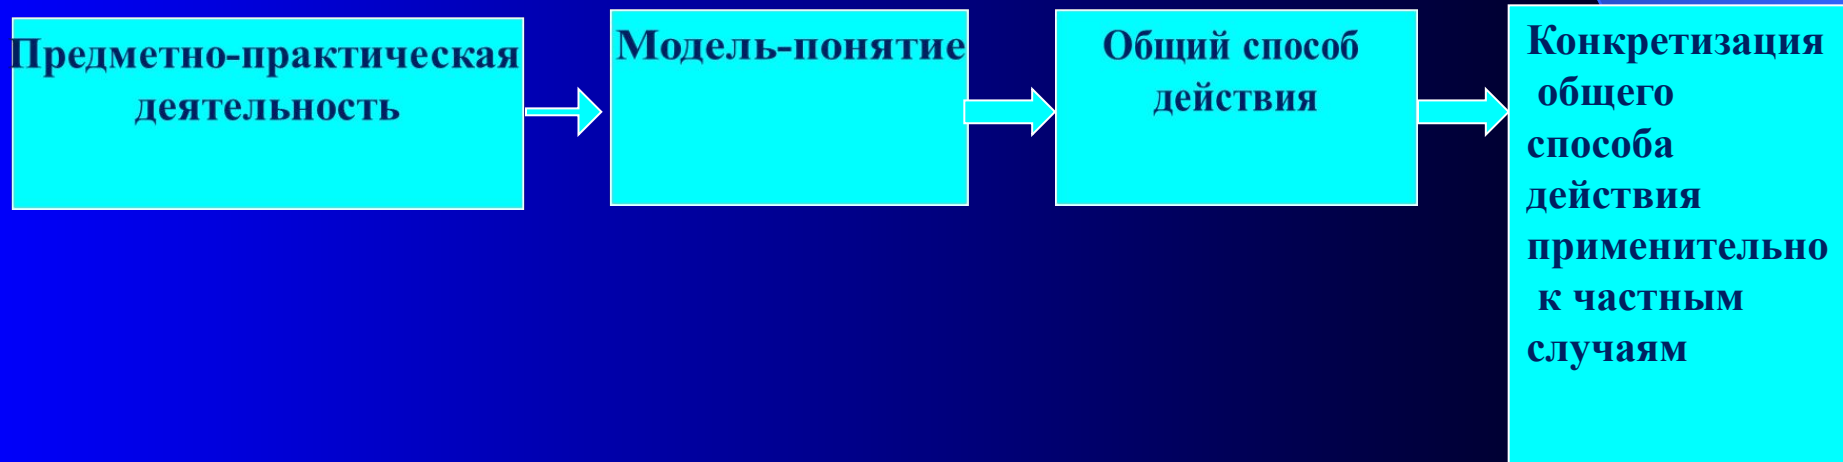 Предметно-практическая
деятельность
Модель-понятие
Общий способ
действия
Конкретизация
общего
способа
действия
применительно
к частным
случаям